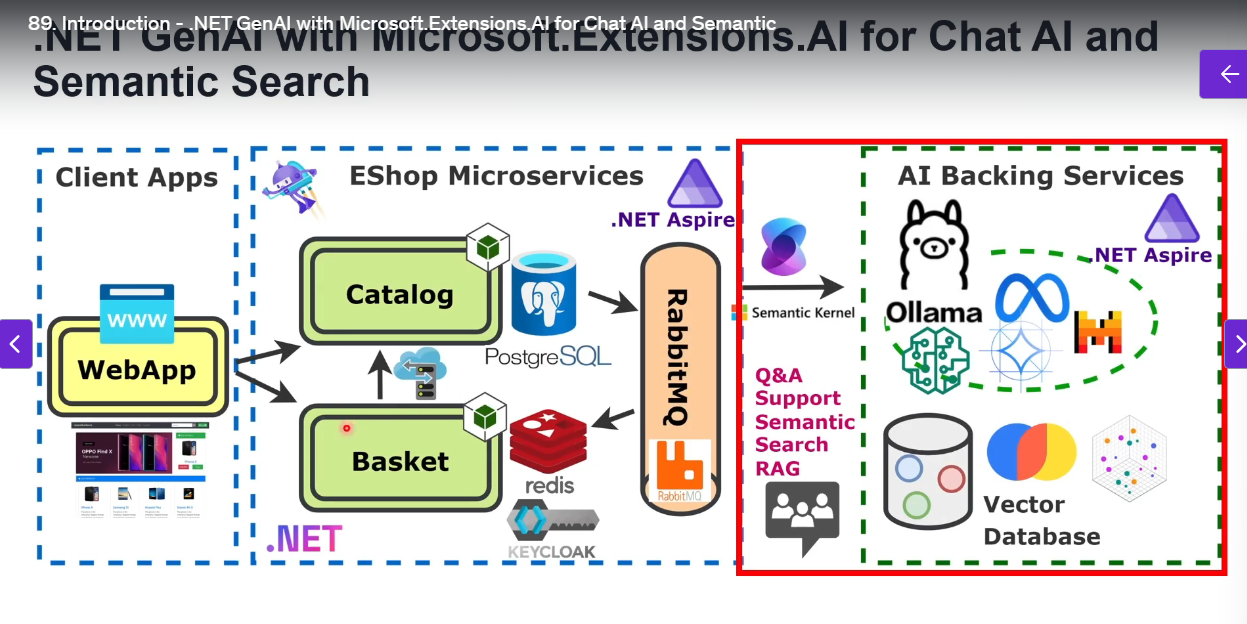 89. Introduction - .NET GenAI with Microsoft.Extensions.AI for Chat AI and Semantic
.NET GenAI with Microsoft.Extensions.AI for Chat AI and
Semantic Search
Client Apps
WWW
WebApp
OPPO Find X
EShop Microservices
.NET Aspire
Catalog
PostgreSQL
Basket
redis
KEYCLOAK
.NET
RabbitMQ
RabbitMQ
Semantic Kernel
Q&A
Support
Semantic
Search
RAG
AI Backing Services
.NET Aspire
Ollama
Vector
Database